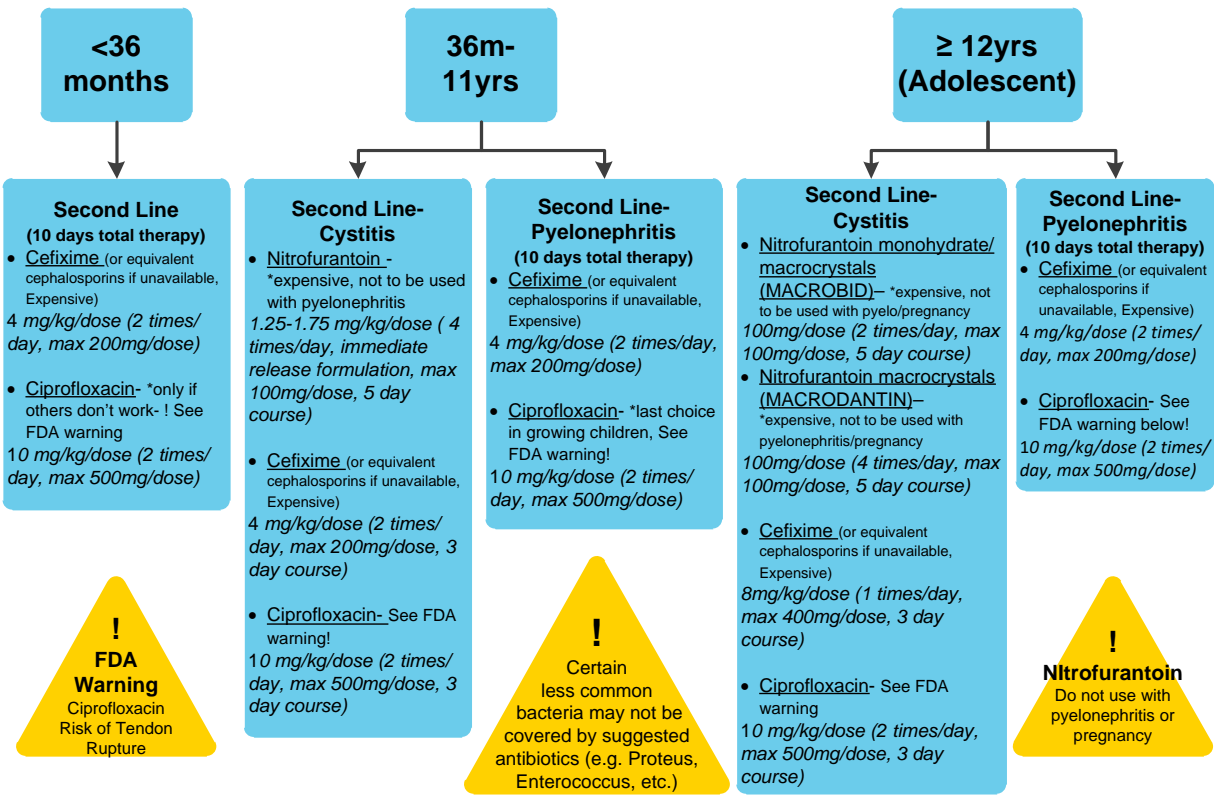 <36
months
36m-
11yrs
≥ 12yrs
(Adolescent)
Second Line
(10 days total therapy)
• Cefixime (or equivalent
cephalosporins if unavailable,
Expensive)
4 mg/kg/dose (2 times/
day, max 200mg/dose)
• Ciprofloxacin- *only if
others don't work- ! See
FDA warning
10 mg/kg/dose (2 times/
day, max 500mg/dose)
Second Line-
Cystitis
• Nitrofurantoin -
*expensive, not to be used
with pyelonephritis
1.25-1.75 mg/kg/dose ( 4
times/day, immediate
release formulation, max
100mg/dose, 5 day
course)
• Cefixime (or equivalent
cephalosporins if unavailable,
Expensive)
4 mg/kg/dose (2 times/
day, max 200mg/dose, 3
day course)
• Ciprofloxacin- See FDA
warning!
10 mg/kg/dose (2 times/
day, max 500mg/dose, 3
day course)
Second Line-
Pyelonephritis
(10 days total therapy)
• Cefixime (or equivalent
cephalosporins if unavailable,
Expensive)
4 mg/kg/dose (2 times/day,
max 200mg/dose)
• Ciprofloxacin- *last choice
in growing children, See
FDA warning!
10 mg/kg/dose (2 times/
day, max 500mg/dose)
Second Line-
Cystitis
• Nitrofurantoin monohydrate/
macrocrystals
(MACROBID)– *expensive, not
to be used with pyelo/pregnancy
100mg/dose (2 times/day, max
100mg/dose, 5 day course)
• Nitrofurantoin macrocrystals
(MACRODANTIN)–
*expensive, not to be used with
pyelonephritis/pregnancy
100mg/dose (4 times/day, max
100mg/dose, 5 day course)
• Cefixime (or equivalent
cephalosporins if unavailable,
Expensive)
8mg/kg/dose (1 times/day,
max 400mg/dose, 3 day
course)
• Ciprofloxacin- See FDA
warning
10 mg/kg/dose (2 times/day,
max 500mg/dose, 3 day
course)
Second Line-
Pyelonephritis
(10 days total therapy)
• Cefixime (or equivalent
cephalosporins if
unavailable, Expensive)
4 mg/kg/dose (2 times/
day, max 200mg/dose)
• Ciprofloxacin- See
FDA warning below!
10 mg/kg/dose (2 times/
day, max 500mg/dose)
!
FDA
Warning
Ciprofloxacin
Risk of Tendon
Rupture
!
Certain
less common
bacteria may not be
covered by suggested
antibiotics (e.g. Proteus,
Enterococcus, etc.)
!
NItrofurantoin
Do not use with
pyelonephritis or
pregnancy